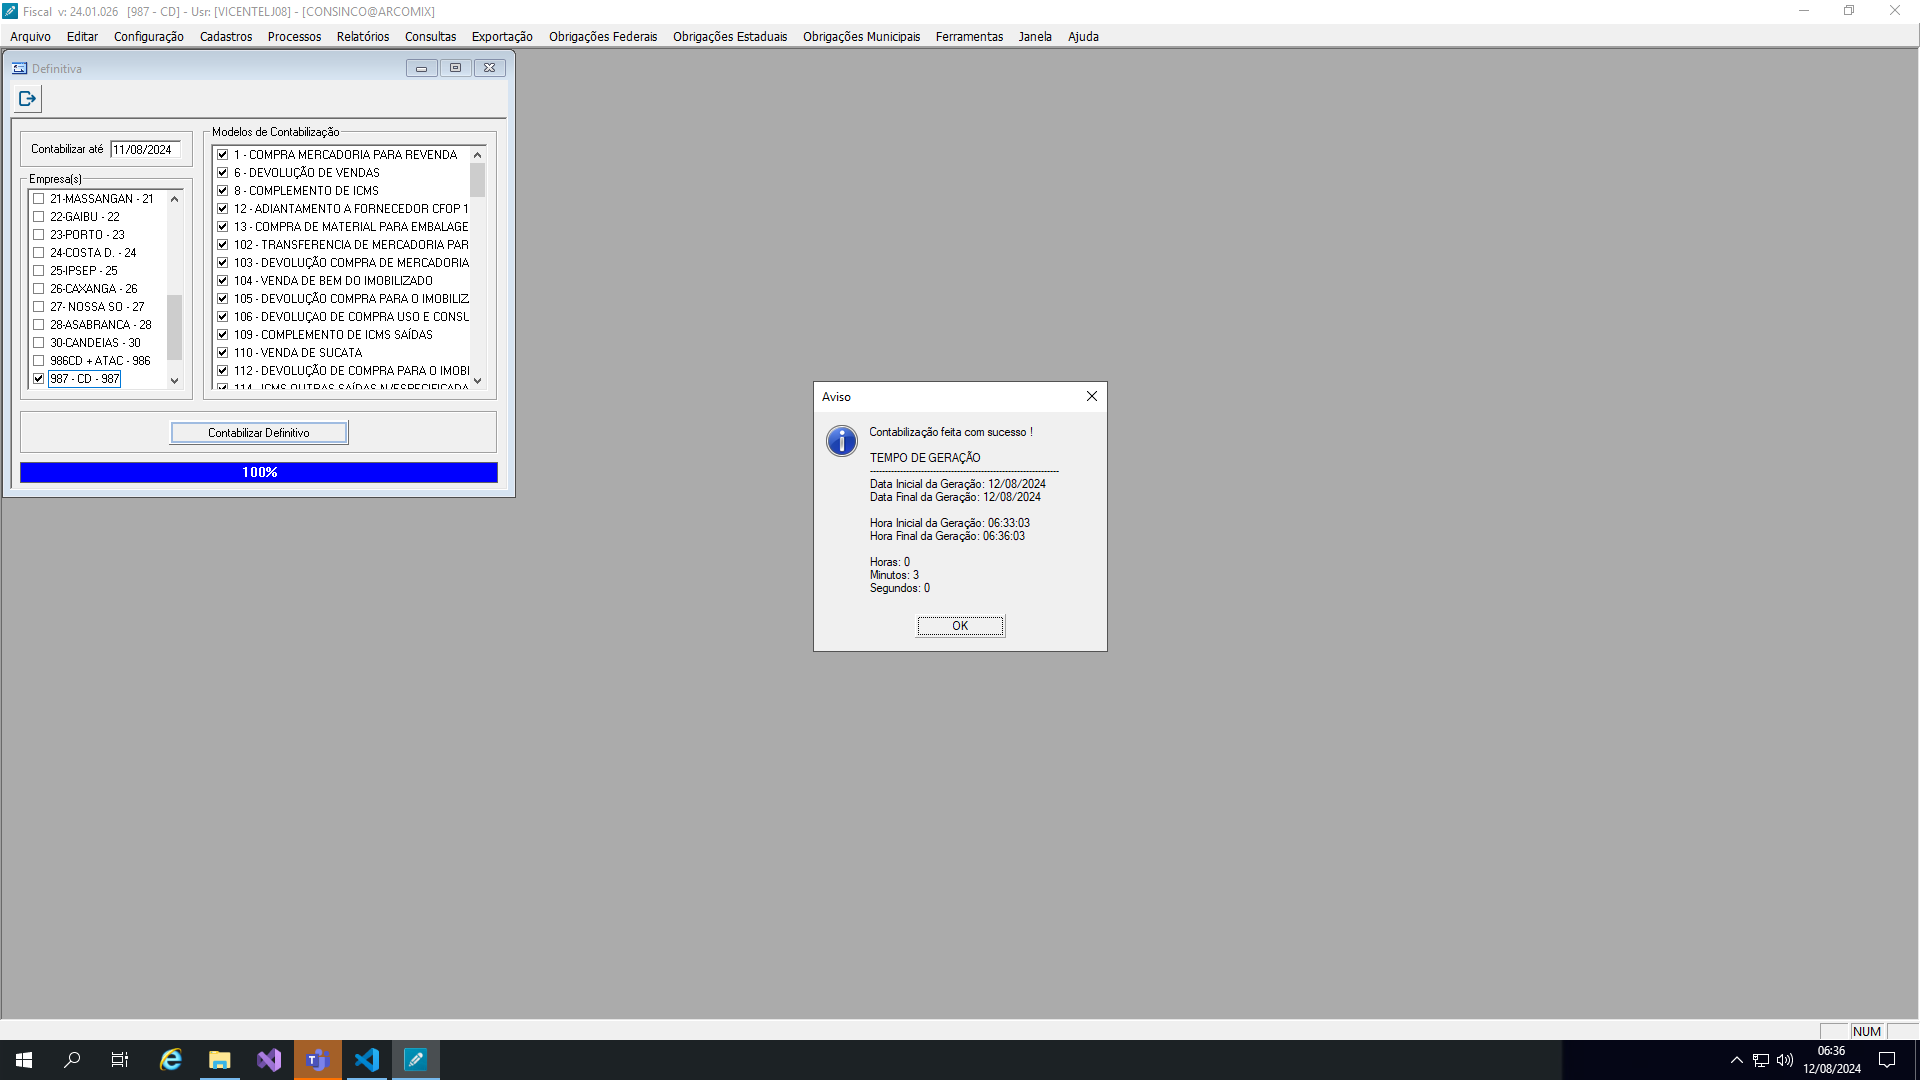 Fiscal v: 24.01.026 [987 - CD] - Usr: [VICENTELJ08] - [CONSINCO@ARCOMIX]
Arquivo Editar Configuração Cadastros Processos Relatórios Consultas Exportação Obrigações Federais Obrigações Estaduais Obrigações Municipais Ferramentas Janela Ajuda
Definitiva
Contabilizar até 11/08/2024
Empresa(s)
21-MASSANGAN - 21
22-GAIBU - 22
23-PORTO - 23
24-COSTA D. - 24
25-IPSEP - 25
26-CAXANGA - 26
27- NOSSA SO - 27
28-ASABRANCA - 28
30-CANDEIAS - 30
986CD + ATAC - 986
987 - CD - 987
Modelos de Contabilização
1 - COMPRA MERCADORIA PARA REVENDA
6 - DEVOLUÇÃO DE VENDAS
8 - COMPLEMENTO DE ICMS
12 - ADIANTAMENTO A FORNECEDOR CFOP 1
13 - COMPRA DE MATERIAL PARA EMBALAGE
102 - TRANSFERENCIA DE MERCADORIA PAR
103 - DEVOLUÇÃO COMPRA DE MERCADORIA
104 - VENDA DE BEM DO IMOBILIZADO
105 - DEVOLUÇÃO COMPRA PARA O IMOBILIZ
106 - DEVOLUÇAO DE COMPRA USO E CONSU
109 - COMPLEMENTO DE ICMS SAÍDAS
110 - VENDA DE SUCATA
112 - DEVOLUÇÃO DE COMPRA PARA O IMOBI
114 - ICMS OUTRAS SAÍDAS N/ESPECIFICADA
Contabilizar Definitivo
100%
Aviso
Contabilização feita com sucesso !
TEMPO DE GERAÇÃO
---------------------------------------------------------------
Data Inicial da Geração: 12/08/2024
Data Final da Geração: 12/08/2024
Hora Inicial da Geração: 06:33:03
Hora Final da Geração: 06:36:03
Horas: 0
Minutos: 3
Segundos: 0
OK
NUM
06:36
12/08/2024